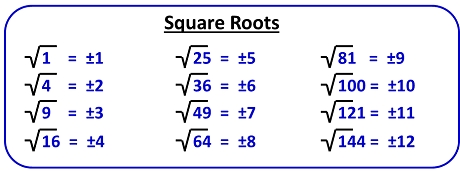 Square Roots
√1 = ±1 √25 = ±5 √81 = ±9
√4 = ±2 √36 = ±6 √100 = ±10
√9 = ±3 √49 = ±7 √121 = ±11
√16 = ±4 √64 = ±8 √144 = ±12